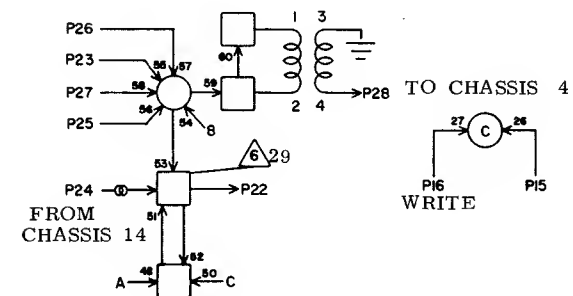 P26
1 3
60
P23
55 57
P27 58 59
2 4
P28 TO CHASSIS 4
56
P25
54 8
27 C 26
53
6 29
P24 P22
P16 P15
WRITE
FROM
CHASSIS 14
51
52
A 48 50 C